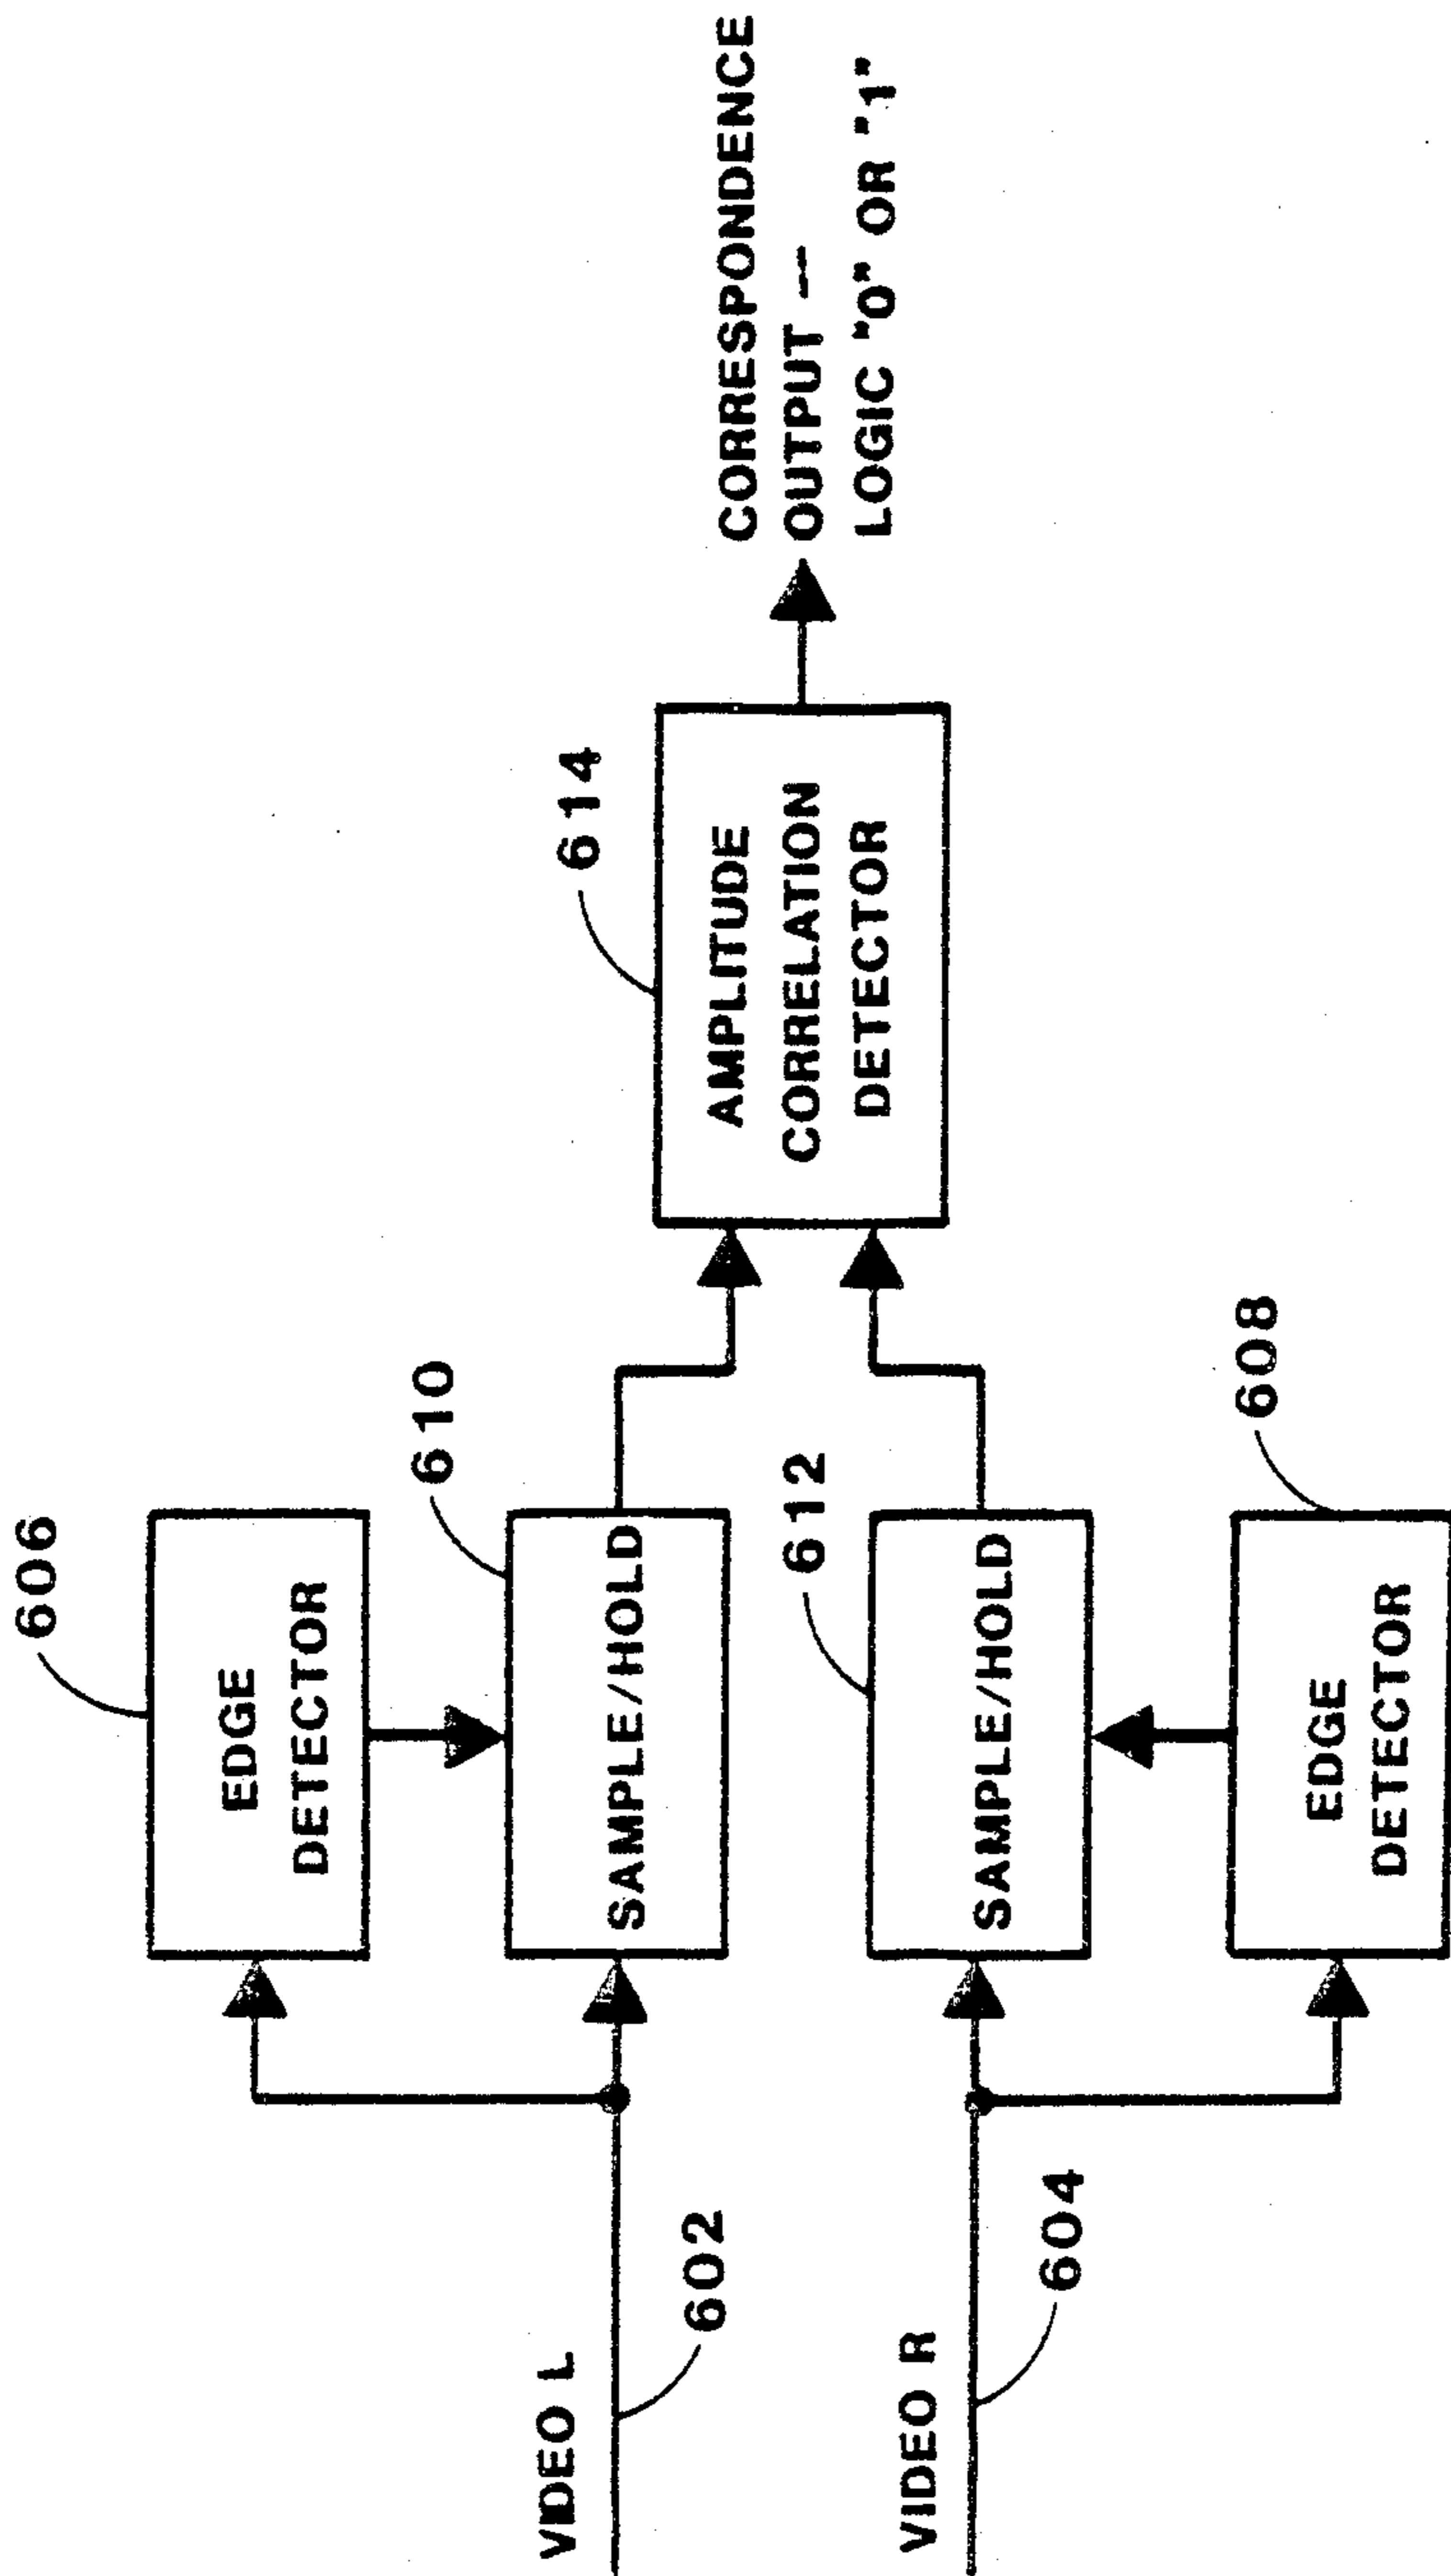 606
EDGE
DETECTOR
610
SAMPLE/HOLD
VIDEO L
602
614
AMPLITUDE
CORRELATION
DETECTOR
CORRESPONDENCE
OUTPUT —
LOGIC "0" OR "1"
612
SAMPLE/HOLD
VIDEO R
604
608
EDGE
DETECTOR